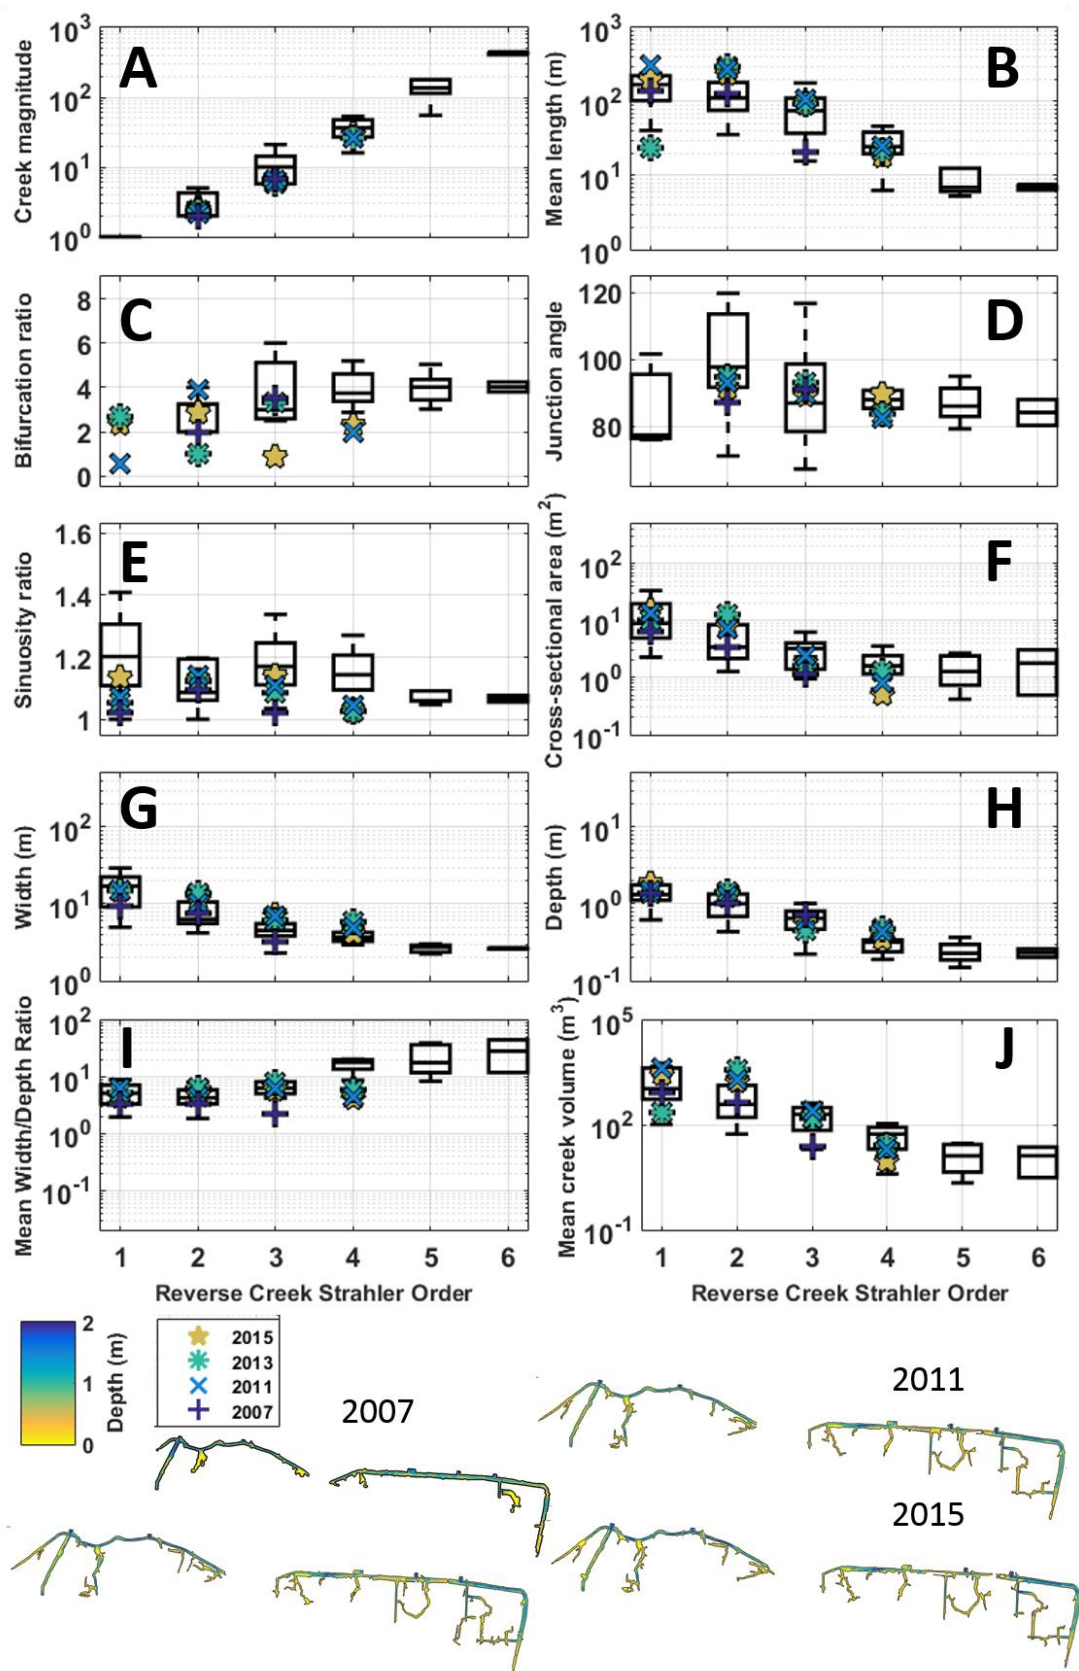 A
Creek magnitude
10³
10²
10¹
10⁰
B
Mean length (m)
10³
10²
10¹
10⁰
C
Bifurcation ratio
8
6
4
2
0
D
Junction angle
120
100
80
E
Sinuosity ratio
1.6
1.4
1.2
1
F
Cross-sectional area (m²)
10²
10¹
10⁰
10⁻¹
G
Width (m)
10²
10¹
10⁰
H
Depth (m)
10¹
10⁰
10⁻¹
I
Mean Width/Depth Ratio
10²
10¹
10⁰
10⁻¹
1 2 3 4 5 6
Reverse Creek Strahler Order
J
Mean creek volume (m³)
10⁵
10²
10⁻¹
1 2 3 4 5 6
Reverse Creek Strahler Order
2
1
0
Depth (m)
2015
2013
2011
2007
2007
2011
2015